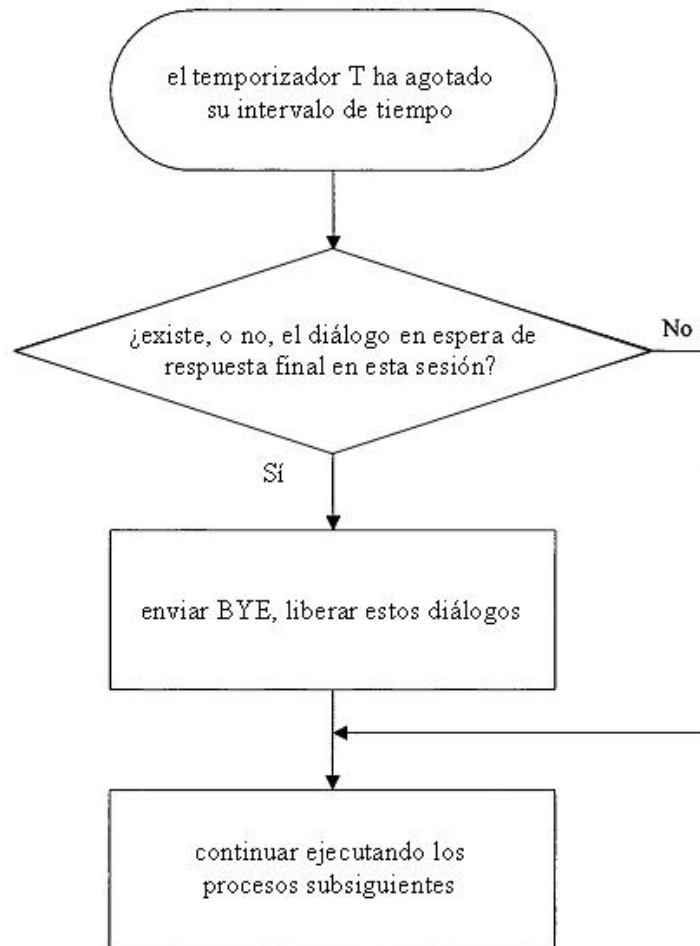 el temporizador T ha agotado
su intervalo de tiempo
¿existe, o no, el diálogo en espera de
respuesta final en esta sesión?
No
Sí
enviar BYE, liberar estos diálogos
continuar ejecutando los
procesos subsiguientes